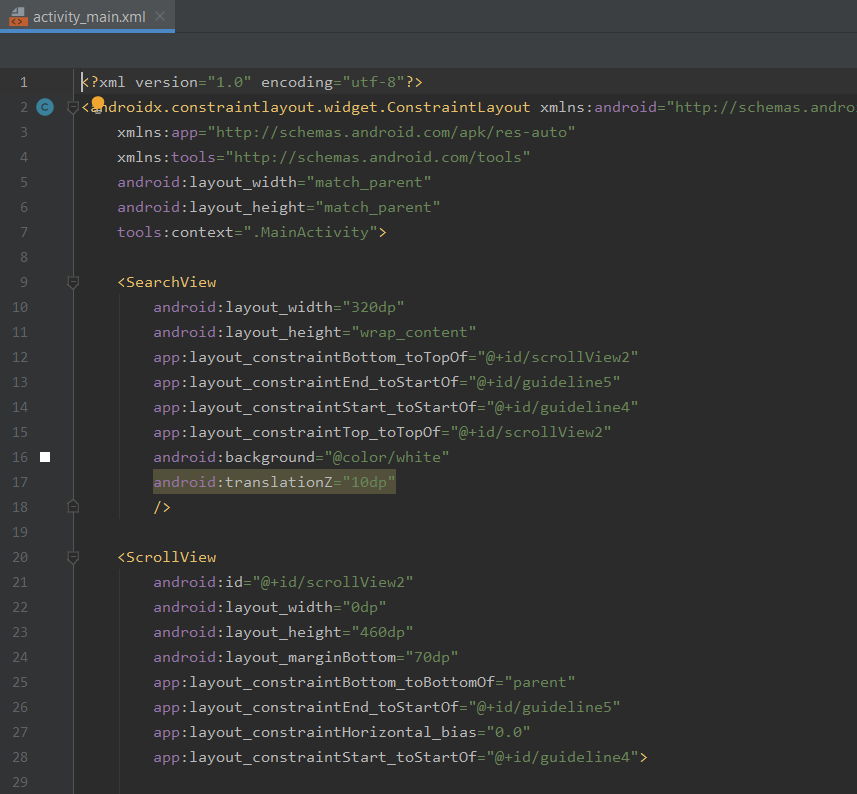 activity_main.xml
1 <?xml version="1.0" encoding="utf-8"?>
2 <androidx.constraintlayout.widget.ConstraintLayout xmlns:android="http://schemas.andro
3 xmlns:app="http://schemas.android.com/apk/res-auto"
4 xmlns:tools="http://schemas.android.com/tools"
5 android:layout_width="match_parent"
6 android:layout_height="match_parent"
7 tools:context=".MainActivity">
8
9 <SearchView
10 android:layout_width="320dp"
11 android:layout_height="wrap_content"
12 app:layout_constraintBottom_toTopOf="@+id/scrollView2"
13 app:layout_constraintEnd_toStartOf="@+id/guideline5"
14 app:layout_constraintStart_toStartOf="@+id/guideline4"
15 app:layout_constraintTop_toTopOf="@+id/scrollView2"
16 android:background="@color/white"
17 android:translationZ="10dp"
18 />
19
20 <ScrollView
21 android:id="@+id/scrollView2"
22 android:layout_width="0dp"
23 android:layout_height="460dp"
24 android:layout_marginBottom="70dp"
25 app:layout_constraintBottom_toBottomOf="parent"
26 app:layout_constraintEnd_toStartOf="@+id/guideline5"
27 app:layout_constraintHorizontal_bias="0.0"
28 app:layout_constraintStart_toStartOf="@+id/guideline4">
29